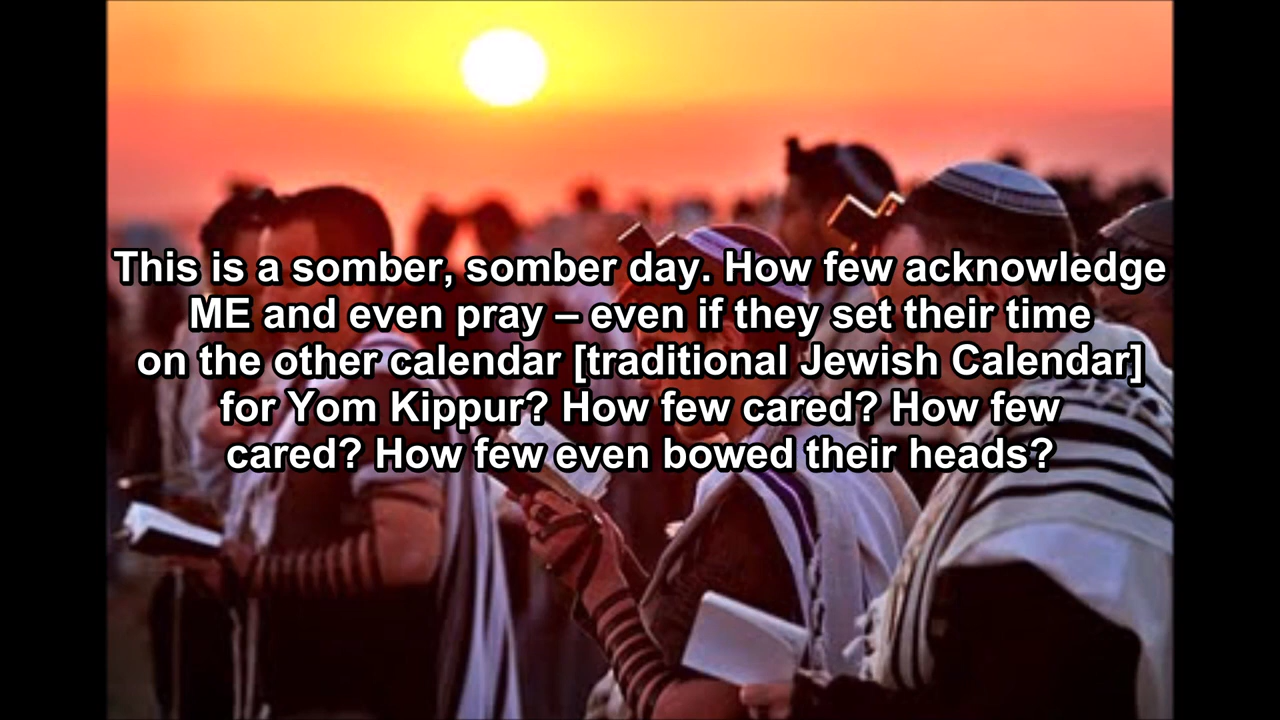 This is a somber, somber day. How few acknowledge
ME and even pray – even if they set their time
on the other calendar [traditional Jewish Calendar]
for Yom Kippur? How few cared? How few
cared? How few even bowed their heads?